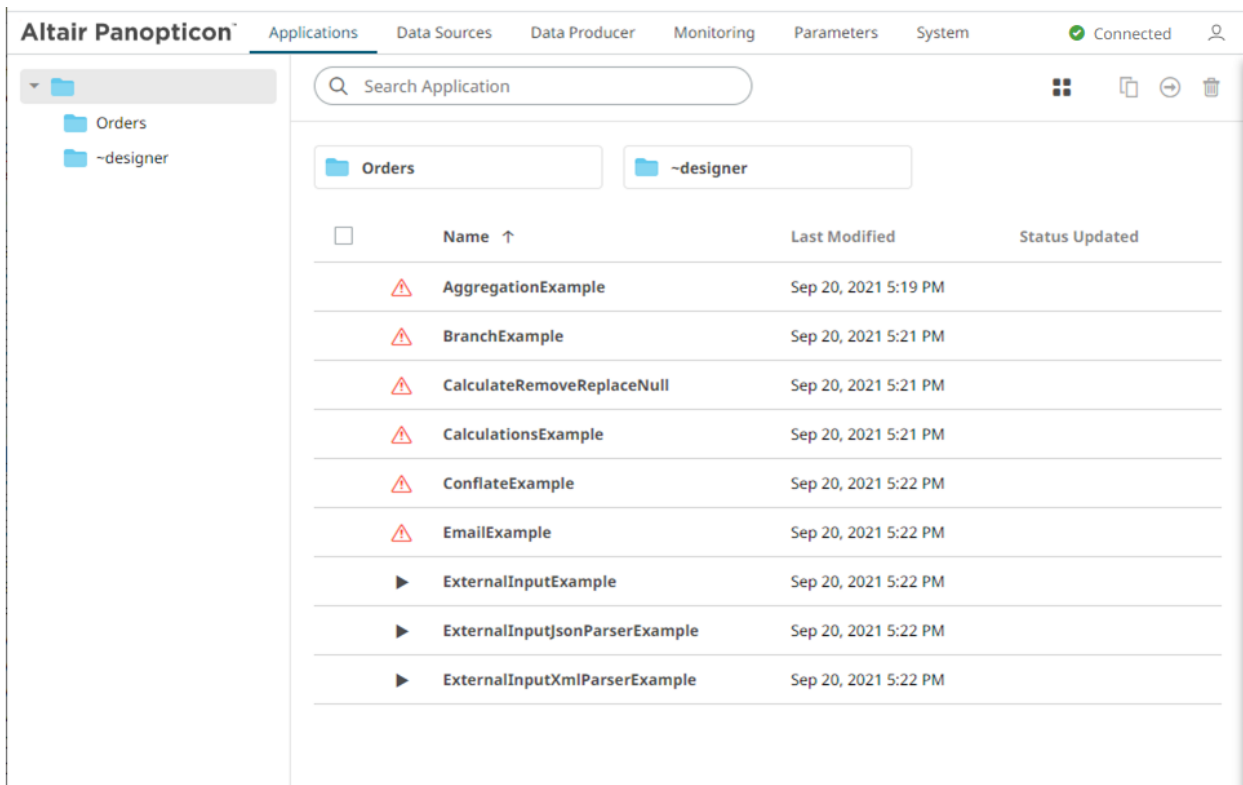 Altair Panopticon™ Applications Data Sources Data Producer Monitoring Parameters System Connected
Search Application
Orders
~designer
Orders ~designer
Name ↑ Last Modified Status Updated
AggregationExample Sep 20, 2021 5:19 PM
BranchExample Sep 20, 2021 5:21 PM
CalculateRemoveReplaceNull Sep 20, 2021 5:21 PM
CalculationsExample Sep 20, 2021 5:21 PM
ConflateExample Sep 20, 2021 5:22 PM
EmailExample Sep 20, 2021 5:22 PM
ExternalInputExample Sep 20, 2021 5:22 PM
ExternalInputJsonParserExample Sep 20, 2021 5:22 PM
ExternalInputXmlParserExample Sep 20, 2021 5:22 PM